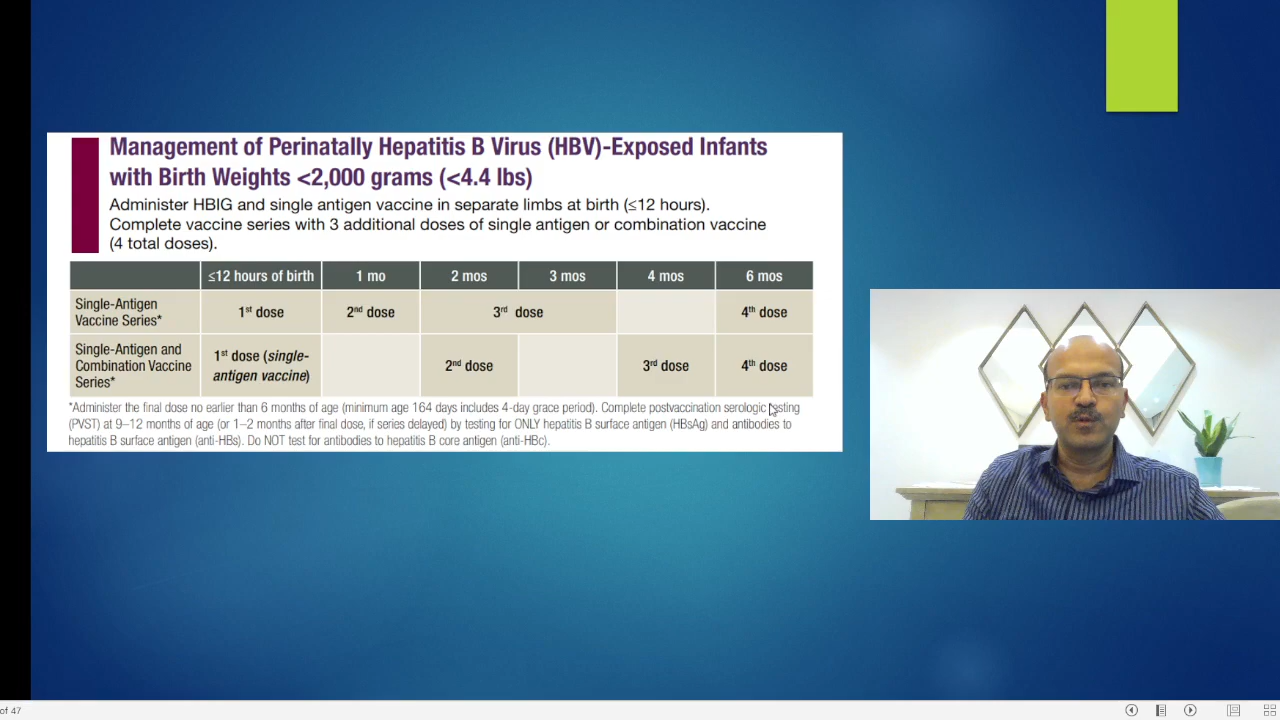 Management of Perinatally Hepatitis B Virus (HBV)-Exposed Infants
with Birth Weights <2,000 grams (<4.4 lbs)
Administer HBIG and single antigen vaccine in separate limbs at birth (≤12 hours).
Complete vaccine series with 3 additional doses of single antigen or combination vaccine
(4 total doses).
≤12 hours of birth 1 mo 2 mos 3 mos 4 mos 6 mos
Single-Antigen
Vaccine Series*
1st dose 2nd dose 3rd dose 4th dose
Single-Antigen and
Combination Vaccine
Series*
1st dose (single-
antigen vaccine)
2nd dose 3rd dose 4th dose
*Administer the final dose no earlier than 6 months of age (minimum age 164 days includes 4-day grace period). Complete postvaccination serologic testing
(PVST) at 9–12 months of age (or 1–2 months after final dose, if series delayed) by testing for ONLY hepatitis B surface antigen (HBsAg) and antibodies to
hepatitis B surface antigen (anti-HBs). Do NOT test for antibodies to hepatitis B core antigen (anti-HBc).
of 47